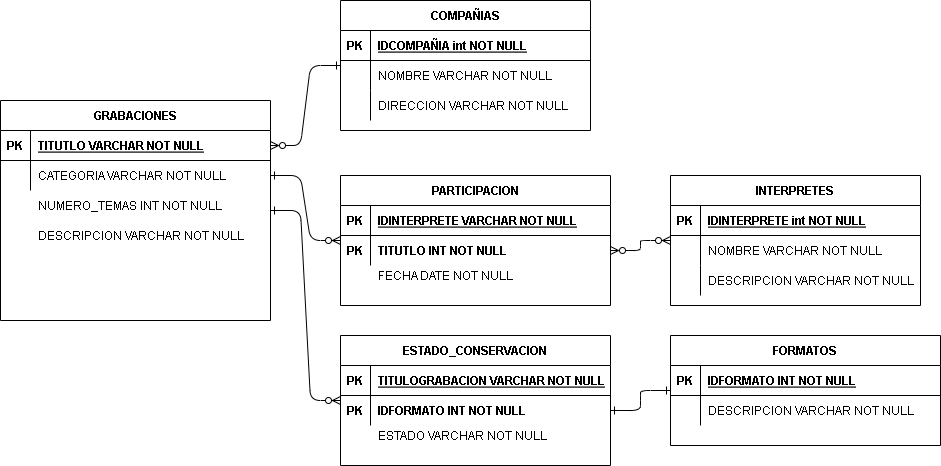 COMPAÑIAS
PK IDCOMPAÑIA int NOT NULL
NOMBRE VARCHAR NOT NULL
DIRECCION VARCHAR NOT NULL
GRABACIONES
PK TITUTLO VARCHAR NOT NULL
CATEGORIA VARCHAR NOT NULL
NUMERO_TEMAS INT NOT NULL
DESCRIPCION VARCHAR NOT NULL
PARTICIPACION
PK IDINTERPRETE VARCHAR NOT NULL
PK TITUTLO INT NOT NULL
FECHA DATE NOT NULL
INTERPRETES
PK IDINTERPRETE int NOT NULL
NOMBRE VARCHAR NOT NULL
DESCRIPCION VARCHAR NOT NULL
ESTADO_CONSERVACION
PK TITULOGRABACION VARCHAR NOT NULL
PK IDFORMATO INT NOT NULL
ESTADO VARCHAR NOT NULL
FORMATOS
PK IDFORMATO INT NOT NULL
DESCRIPCION VARCHAR NOT NULL